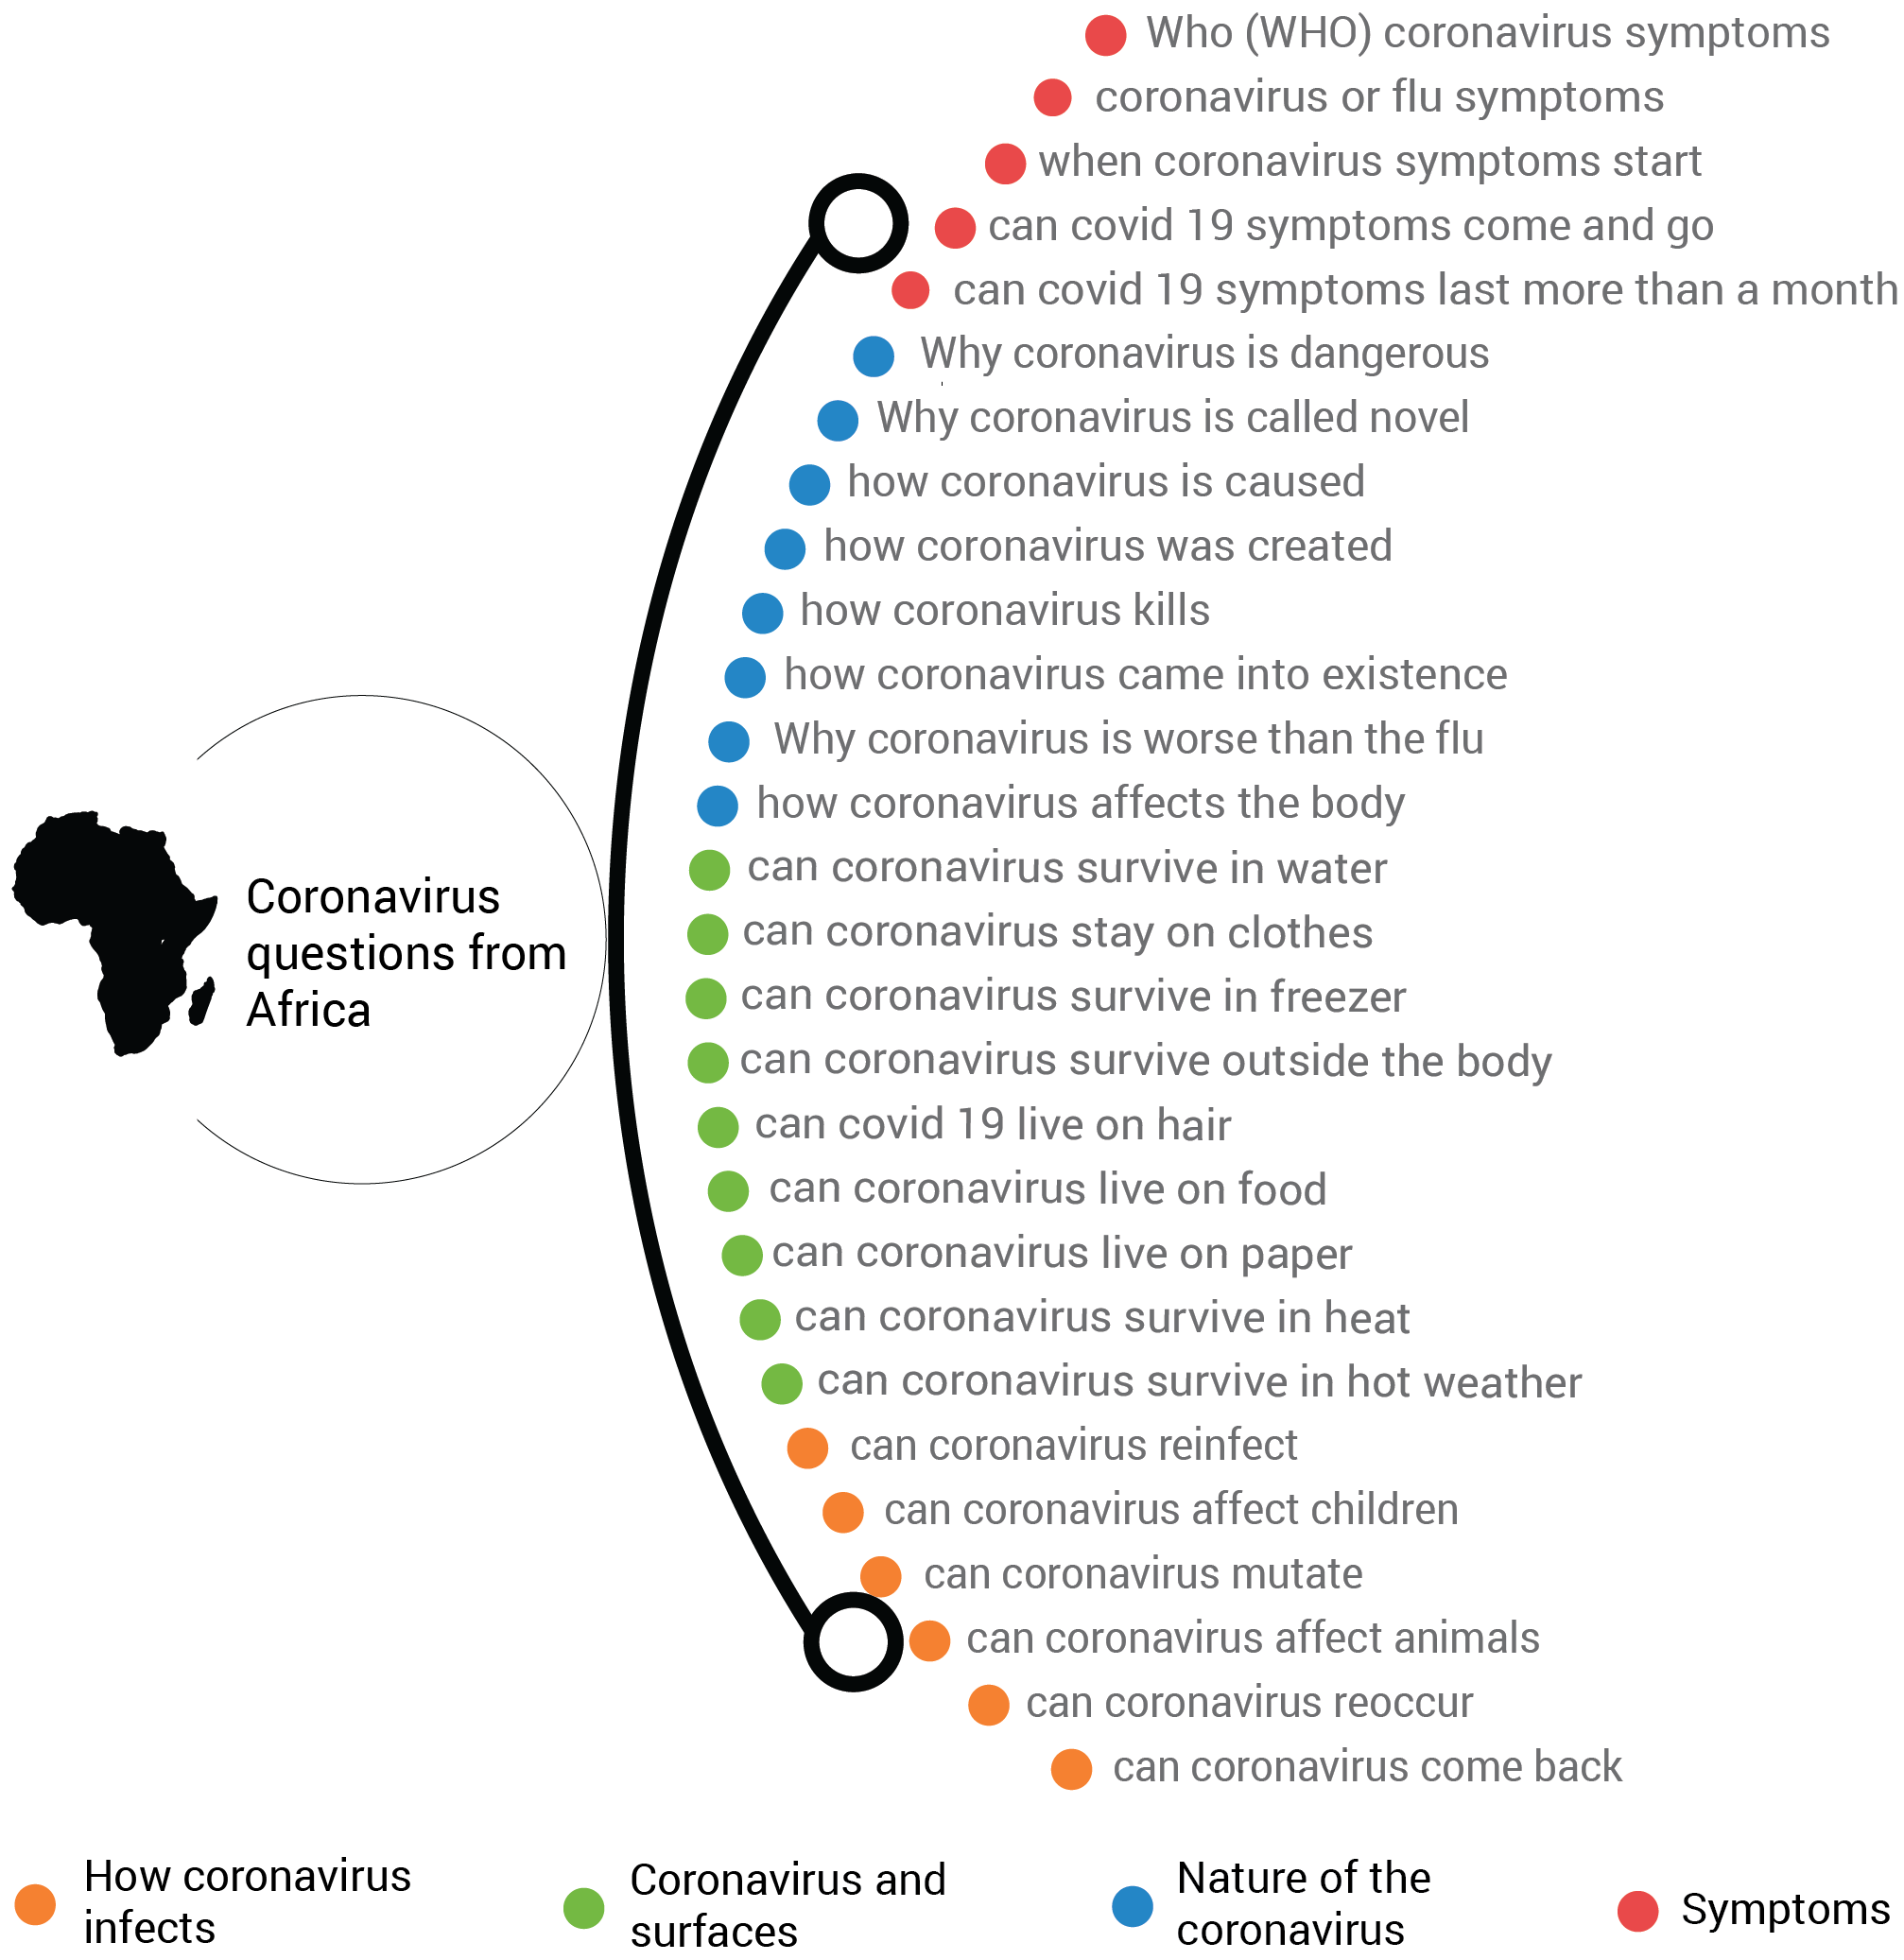 Who (WHO) coronavirus symptoms
coronavirus or flu symptoms
when coronavirus symptoms start
can covid 19 symptoms come and go
can covid 19 symptoms last more than a month
Why coronavirus is dangerous
Why coronavirus is called novel
how coronavirus is caused
how coronavirus was created
how coronavirus kills
how coronavirus came into existence
Why coronavirus is worse than the flu
how coronavirus affects the body
can coronavirus survive in water
can coronavirus stay on clothes
can coronavirus survive in freezer
can coronavirus survive outside the body
can covid 19 live on hair
can coronavirus live on food
can coronavirus live on paper
can coronavirus survive in heat
can coronavirus survive in hot weather
can coronavirus reinfect
can coronavirus affect children
can coronavirus mutate
can coronavirus affect animals
can coronavirus reoccur
can coronavirus come back
Coronavirus
questions from
Africa
How coronavirus
infects
Coronavirus and
surfaces
Nature of the
coronavirus
Symptoms